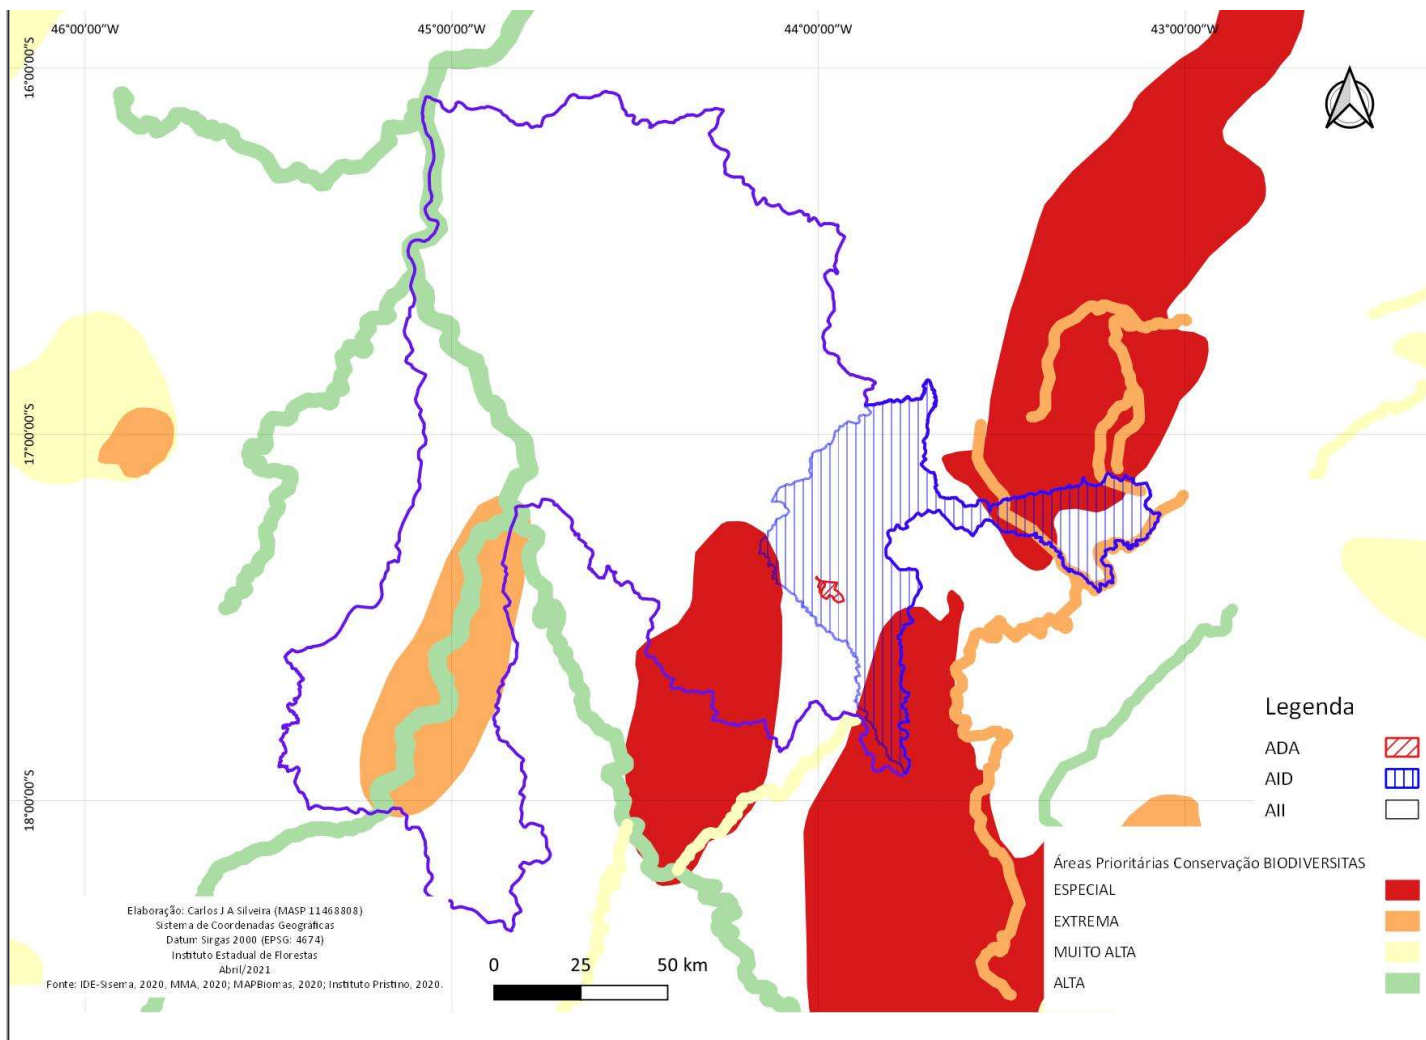 46°00'00"W
45°00'00"W
44°00'00"W
43°00'00"W
16°00'00"S
17°00'00"S
18°00'00"S
Legenda
ADA
AID
AII
Áreas Prioritárias Conservação BIODIVERSITAS
ESPECIAL
EXTREMA
MUITO ALTA
ALTA
Elaboração: Carlos J A Silveira (MASP 11468808)
Sistema de Coordenadas Geográficas
Datum Sirgas 2000 (EPSG: 4674)
Instituto Estadual de Florestas
Abril/2021
Fonte: IDE-Sisema, 2020, MMA, 2020; MAPBiomas, 2020; Instituto Prístino, 2020.
0 25 50 km